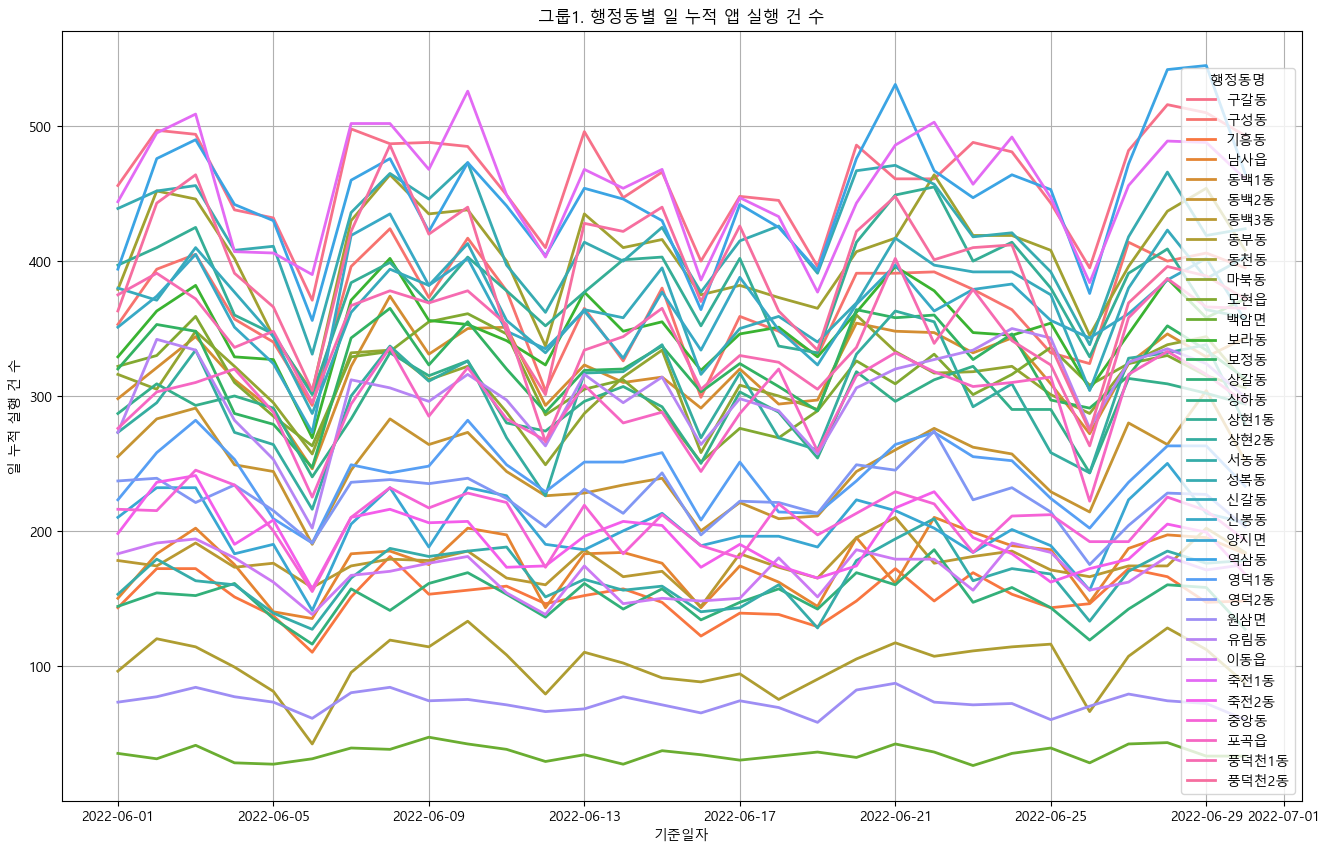 그룹1. 행정동별 일 누적 앱 실행 건 수
일 누적 실행 건 수
500
400
300
200
100
2022-06-01
2022-06-05
2022-06-09
2022-06-13
2022-06-17
2022-06-21
2022-06-25
2022-06-29
2022-07-01
기준일자
행정동명
구갈동
구성동
기흥동
남사읍
동백1동
동백2동
동백3동
동부동
동천동
마북동
모현읍
백암면
보라동
보정동
상갈동
상하동
상현1동
상현2동
서농동
성복동
신갈동
신봉동
양지면
역삼동
영덕1동
영덕2동
원삼면
유림동
이동읍
죽전1동
죽전2동
중앙동
포곡읍
풍덕천1동
풍덕천2동